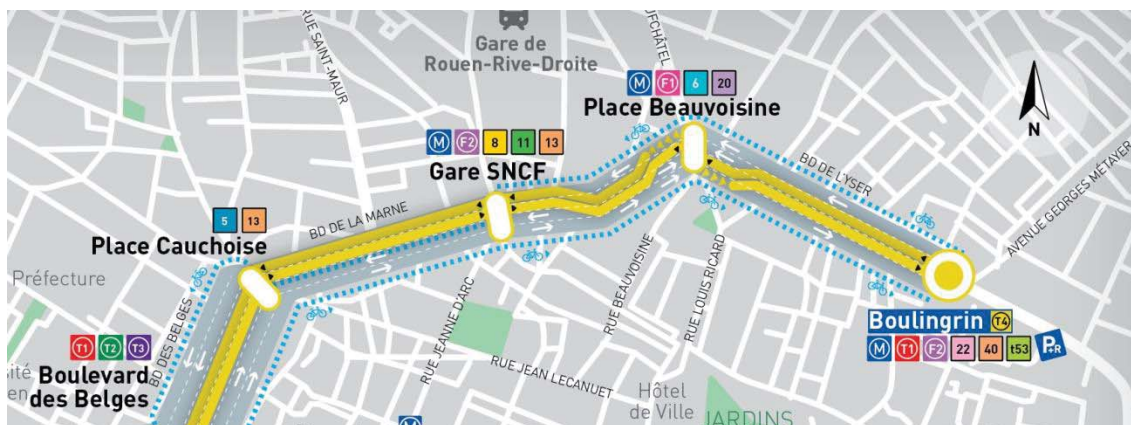 RUE SAINT-MAUR
Gare de
Rouen-Rive-Droite
UFCHÂTEL
M F1 6 20
Place Beauvoisine
N
M F2 8 11 13
Gare SNCF
BD DE L'YSER
AVENUE GEORGES MÉTAYER
5 13
Place Cauchoise
BD DE LA MARNE
Préfecture
BD DES BELGES
RUE JEANNE D'ARC
RUE BEAUVOISINE
RUE LOUIS RICARD
T1 T2 T3
Boulevard
des Belges
sité
en
RUE JEAN LECANUET
Hôtel
de Ville
JARDINS
Boulingrin T4
M T1 F2 22 40 t53 P+R
M